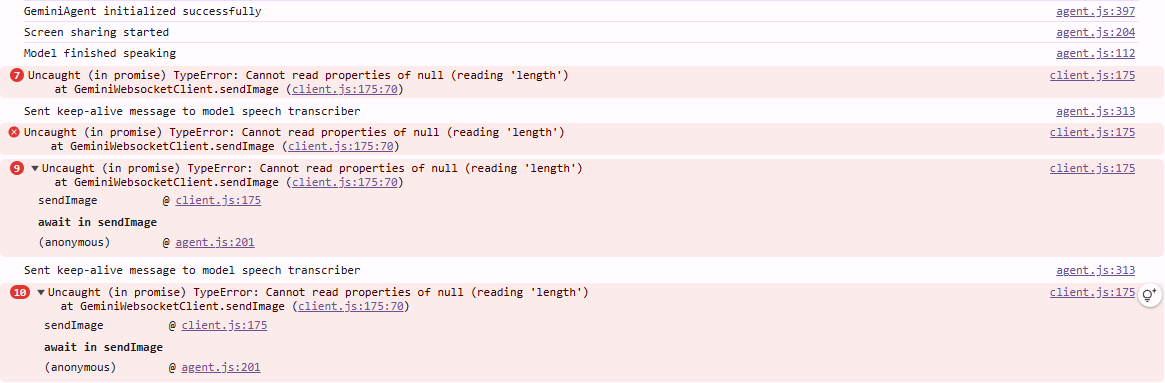 GeminiAgent initialized successfully agent.js:397
Screen sharing started agent.js:204
Model finished speaking agent.js:112
7 Uncaught (in promise) TypeError: Cannot read properties of null (reading 'length') client.js:175
at GeminiWebsocketClient.sendImage (client.js:175:70)
Sent keep-alive message to model speech transcriber agent.js:313
Uncaught (in promise) TypeError: Cannot read properties of null (reading 'length') client.js:175
at GeminiWebsocketClient.sendImage (client.js:175:70)
9 Uncaught (in promise) TypeError: Cannot read properties of null (reading 'length') client.js:175
at GeminiWebsocketClient.sendImage (client.js:175:70)
sendImage @ client.js:175
await in sendImage
(anonymous) @ agent.js:201
Sent keep-alive message to model speech transcriber agent.js:313
10 Uncaught (in promise) TypeError: Cannot read properties of null (reading 'length') client.js:175
at GeminiWebsocketClient.sendImage (client.js:175:70)
sendImage @ client.js:175
await in sendImage
(anonymous) @ agent.js:201